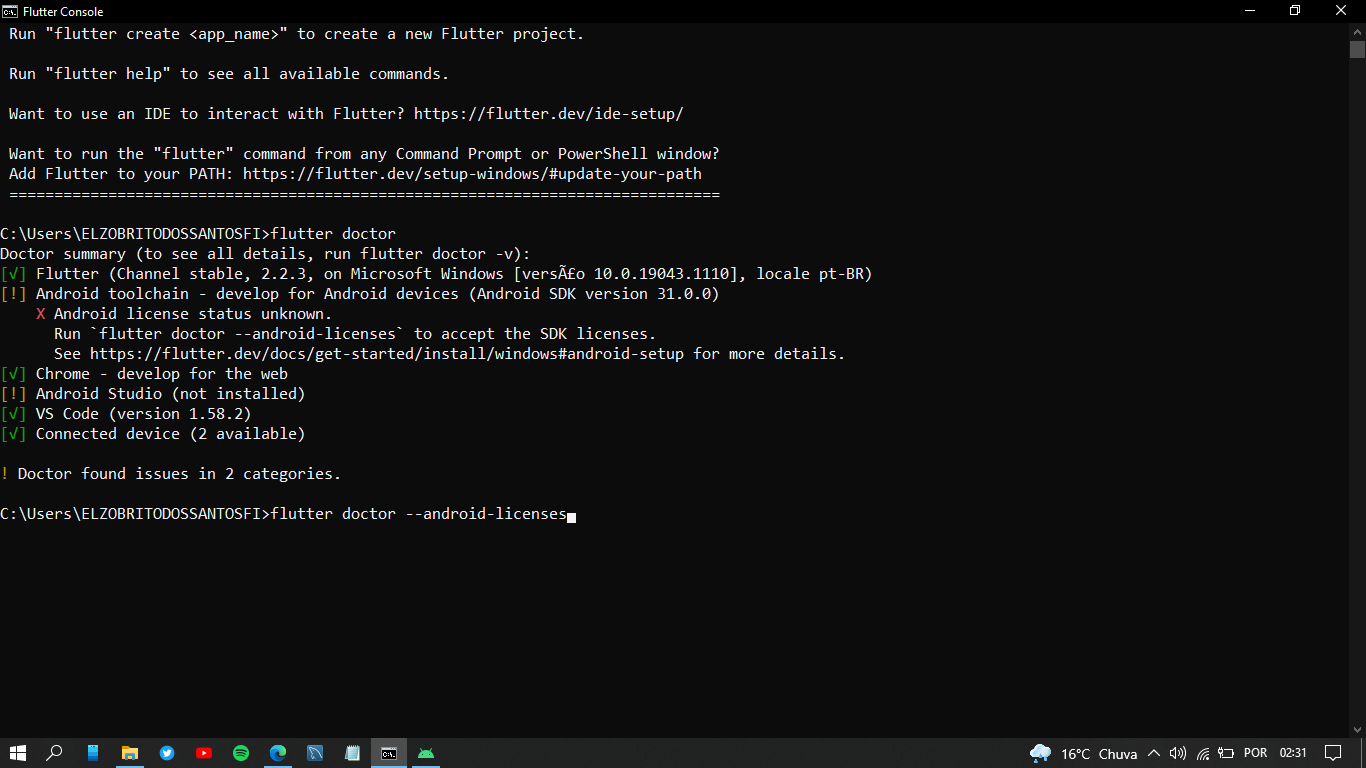 Flutter Console
Run "flutter create <app_name>" to create a new Flutter project.
Run "flutter help" to see all available commands.
Want to use an IDE to interact with Flutter? https://flutter.dev/ide-setup/
Want to run the "flutter" command from any Command Prompt or PowerShell window?
Add Flutter to your PATH: https://flutter.dev/setup-windows/#update-your-path
===============================================================================
C:\Users\ELZOBRITODOSSANTOSFI>flutter doctor
Doctor summary (to see all details, run flutter doctor -v):
[√] Flutter (Channel stable, 2.2.3, on Microsoft Windows [versÃ£o 10.0.19043.1110], locale pt-BR)
[!] Android toolchain - develop for Android devices (Android SDK version 31.0.0)
X Android license status unknown.
Run `flutter doctor --android-licenses` to accept the SDK licenses.
See https://flutter.dev/docs/get-started/install/windows#android-setup for more details.
[√] Chrome - develop for the web
[!] Android Studio (not installed)
[√] VS Code (version 1.58.2)
[√] Connected device (2 available)
! Doctor found issues in 2 categories.
C:\Users\ELZOBRITODOSSANTOSFI>flutter doctor --android-licenses
16°C Chuva POR 02:31